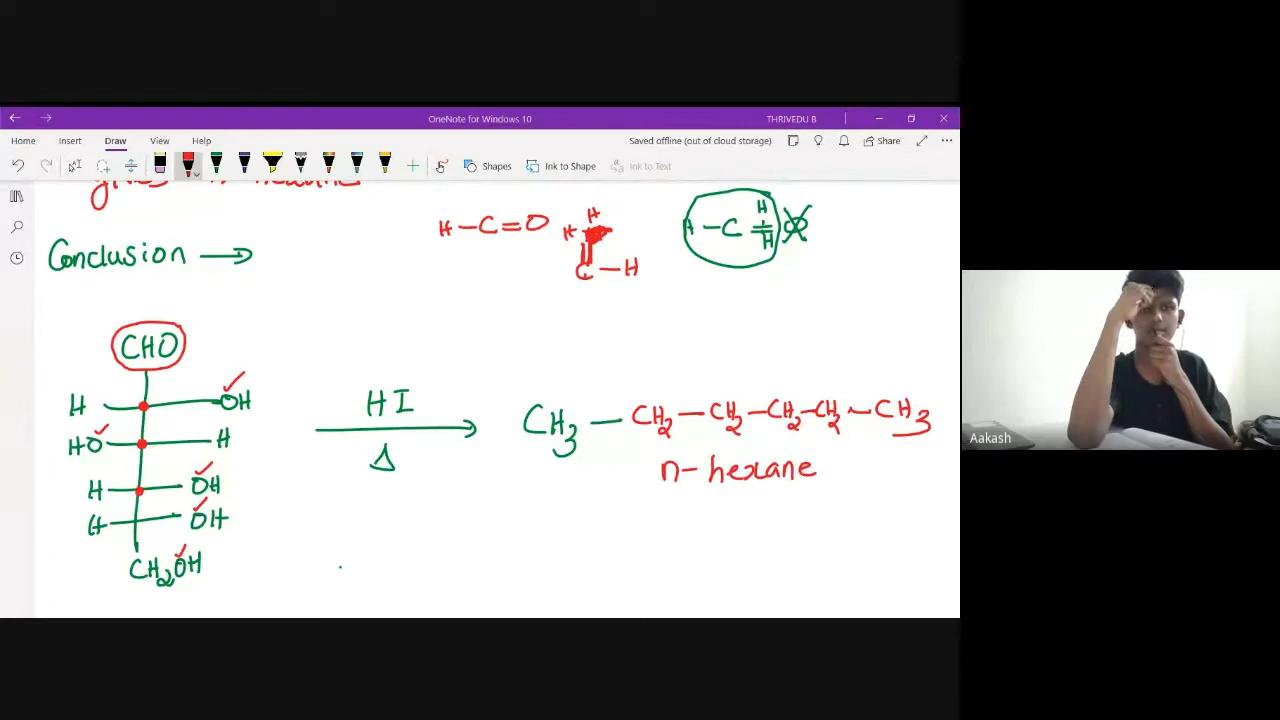 OneNote for Windows 10
THRIVEDU B
Home Insert Draw View Help
Saved offline (out of cloud storage)
Share
Shapes
Ink to Shape
Ink to Text
n-hexane
H-C=O
H
H
C-H
H
H-C
H
O
Conclusion →
CHO
H OH
HO H
H OH
H OH
CH2OH
HI
Δ
CH3-CH2-CH2-CH2-CH2-CH3
n-hexane
Aakash